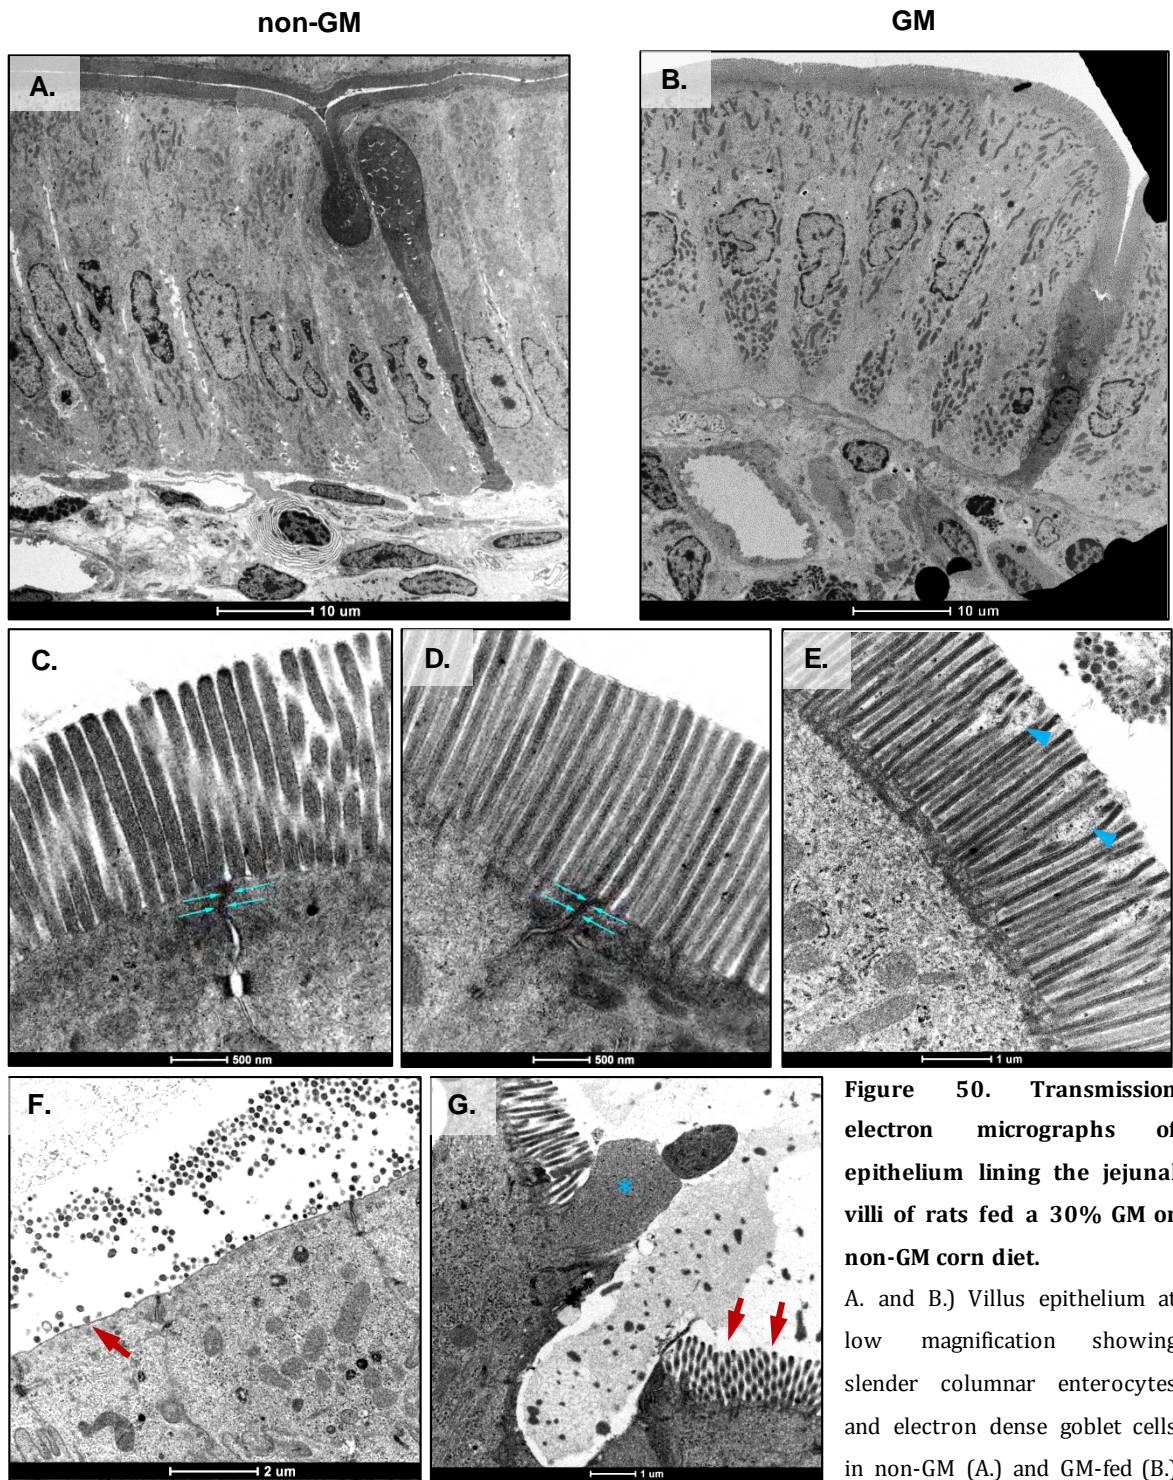 non-GM
GM
A.
B.
10 um
10 um
C.
D.
E.
500 nm
500 nm
1 um
F.
G.
*
2 um
1 um
Figure 50. Transmission
electron micrographs of
epithelium lining the jejunal
villi of rats fed a 30% GM or
non-GM corn diet.
A. and B.) Villus epithelium at
low magnification showing
slender columnar enterocytes
and electron dense goblet cells
in non-GM (A.) and GM-fed (B.)